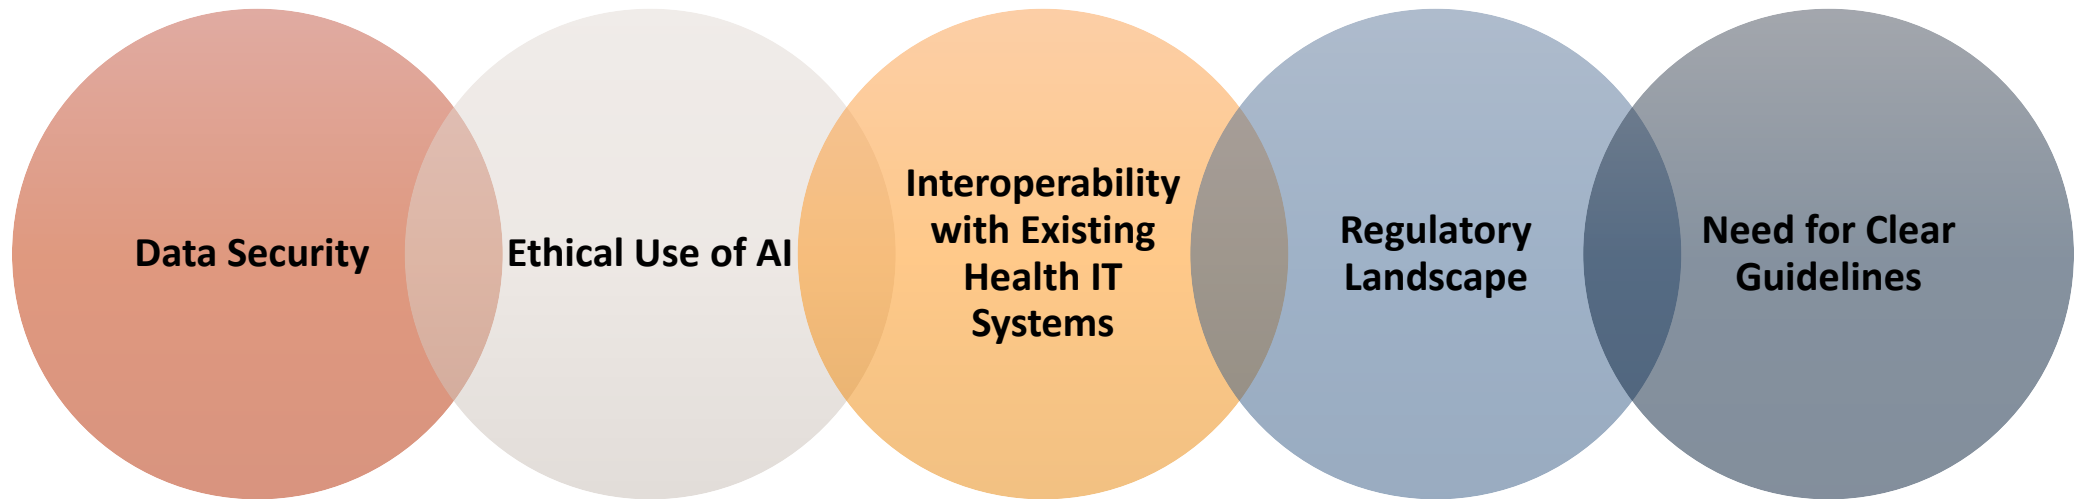 Data Security
Ethical Use of AI
Interoperability
with Existing
Health IT
Systems
Regulatory
Landscape
Need for Clear
Guidelines